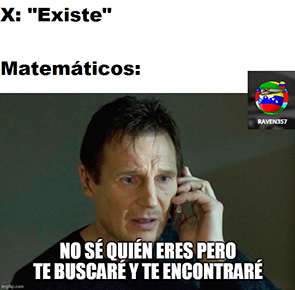 X: "Existe"
Matemáticos:
RAVEN357
NO SÉ QUIÉN ERES PERO
TE BUSCARÉ Y TE ENCONTRARÉ
imgflip.com